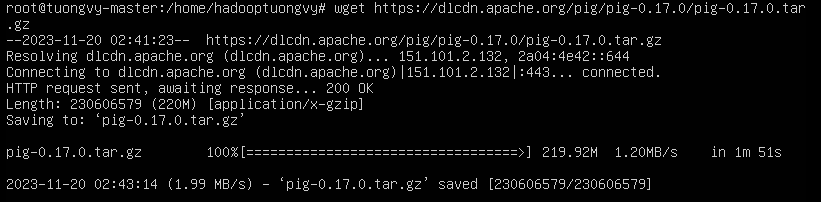 root@tuongvy-master:/home/hadooptuongvy# wget https://dlcdn.apache.org/pig/pig-0.17.0/pig-0.17.0.tar
.gz
--2023-11-20 02:41:23--  https://dlcdn.apache.org/pig/pig-0.17.0/pig-0.17.0.tar.gz
Resolving dlcdn.apache.org (dlcdn.apache.org)... 151.101.2.132, 2a04:4e42::644
Connecting to dlcdn.apache.org (dlcdn.apache.org)|151.101.2.132|:443... connected.
HTTP request sent, awaiting response... 200 OK
Length: 230606579 (220M) [application/x-gzip]
Saving to: ‘pig-0.17.0.tar.gz’
pig-0.17.0.tar.gz        100%[==================================>] 219.92M  1.20MB/s    in 1m 51s
2023-11-20 02:43:14 (1.99 MB/s) - ‘pig-0.17.0.tar.gz’ saved [230606579/230606579]